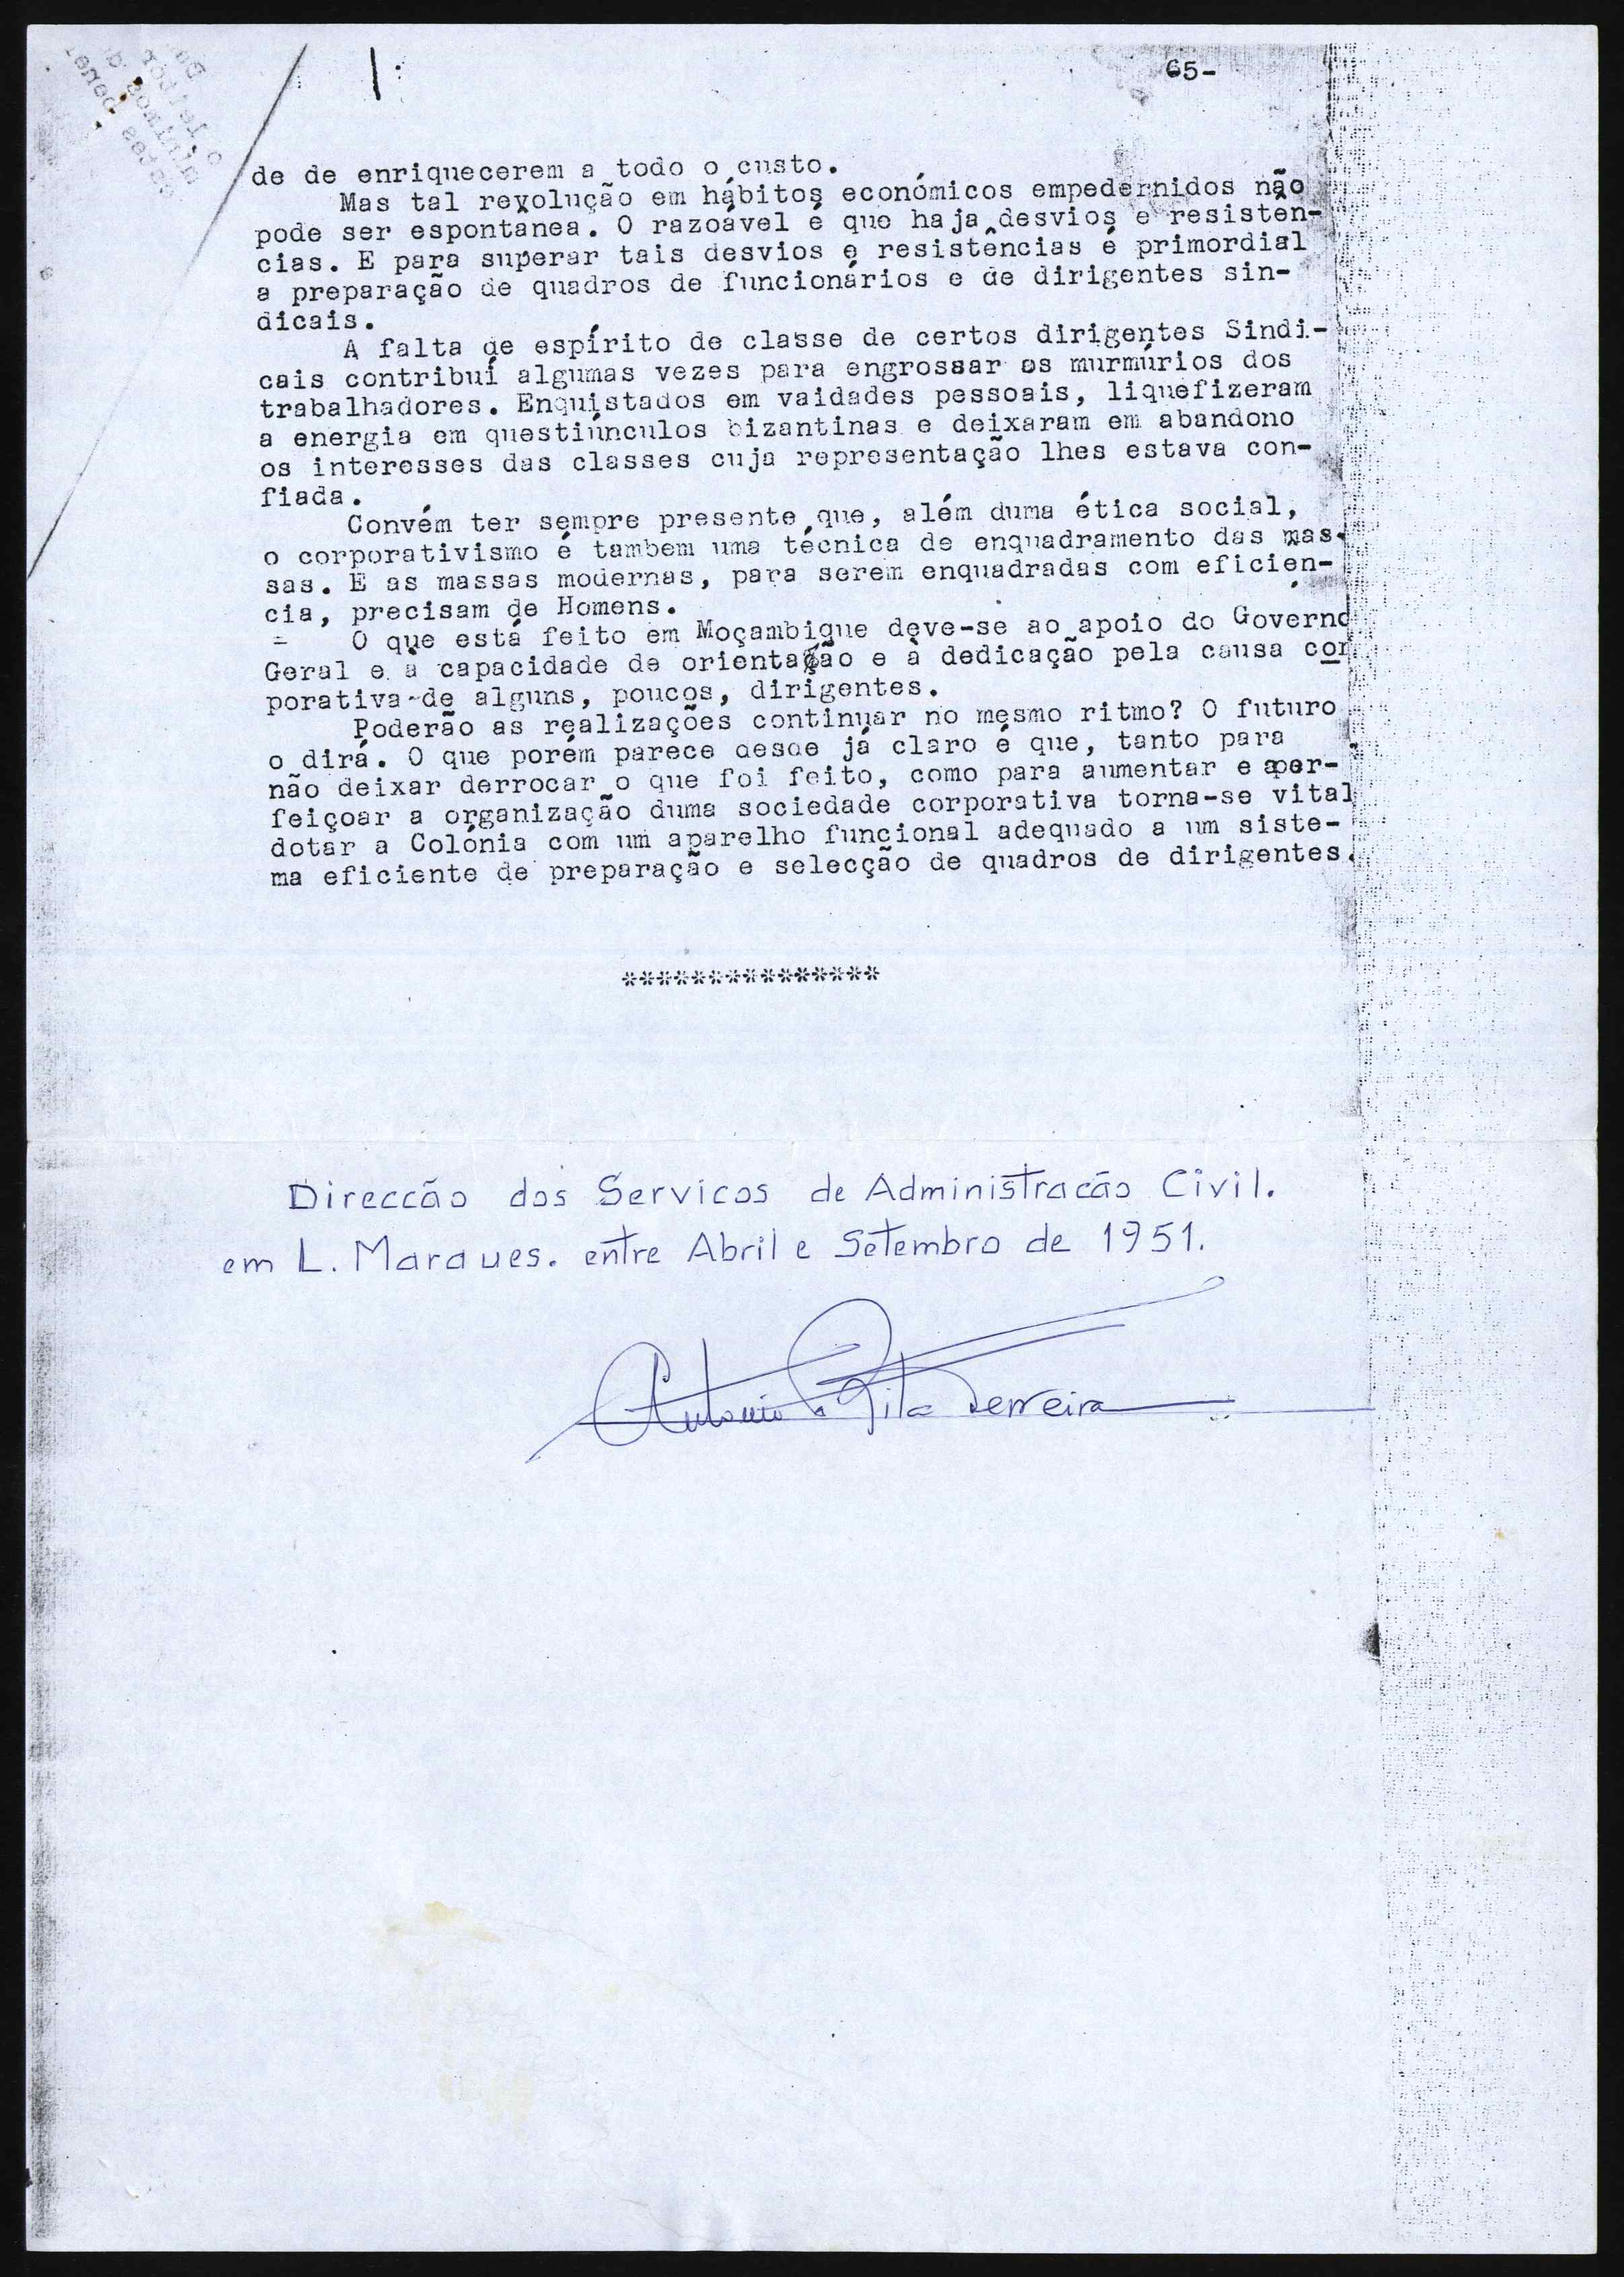 65-
de de enriquecerem a todo o custo.
Mas tal revolução em hábitos económicos empedernidos não
pode ser espontanea. O razoável é que haja desvios e resistên-
cias. E para superar tais desvios e resistências é primordial
a preparação de quadros de funcionários e de dirigentes sin-
dicais.
A falta de espírito de classe de certos dirigentes Sindi-
cais contribuí algumas vezes para engrossar os murmúrios dos
trabalhadores. Enquistados em vaidades pessoais, liquefizeram
a energia em questiúnculos bizantinas e deixaram em abandono
os interesses das classes cuja representação lhes estava con-
fiada.
Convém ter sempre presente que, além duma ética social,
o corporativismo é tambem uma técnica de enquadramento das mas-
sas. E as massas modernas, para serem enquadradas com eficien-
cia, precisam de Homens.
= O que está feito em Moçambique deve-se ao apoio do Governo
Geral e à capacidade de orientação e à dedicação pela causa cor
porativa-de alguns, poucos, dirigentes.
Poderão as realizações continuar no mesmo ritmo? O futuro
o dirá. O que porém parece desde já claro é que, tanto para
não deixar derrocar o que foi feito, como para aumentar e aper-
feiçoar a organização duma sociedade corporativa torna-se vital
dotar a Colónia com um aparelho funcional adequado a um siste-
ma eficiente de preparação e selecção de quadros de dirigentes.
***************
Direccão dos Servicos de Administracão Civil.
em L. Marques. entre Abril e Setembro de 1951.
Antonio Rita Ferreira